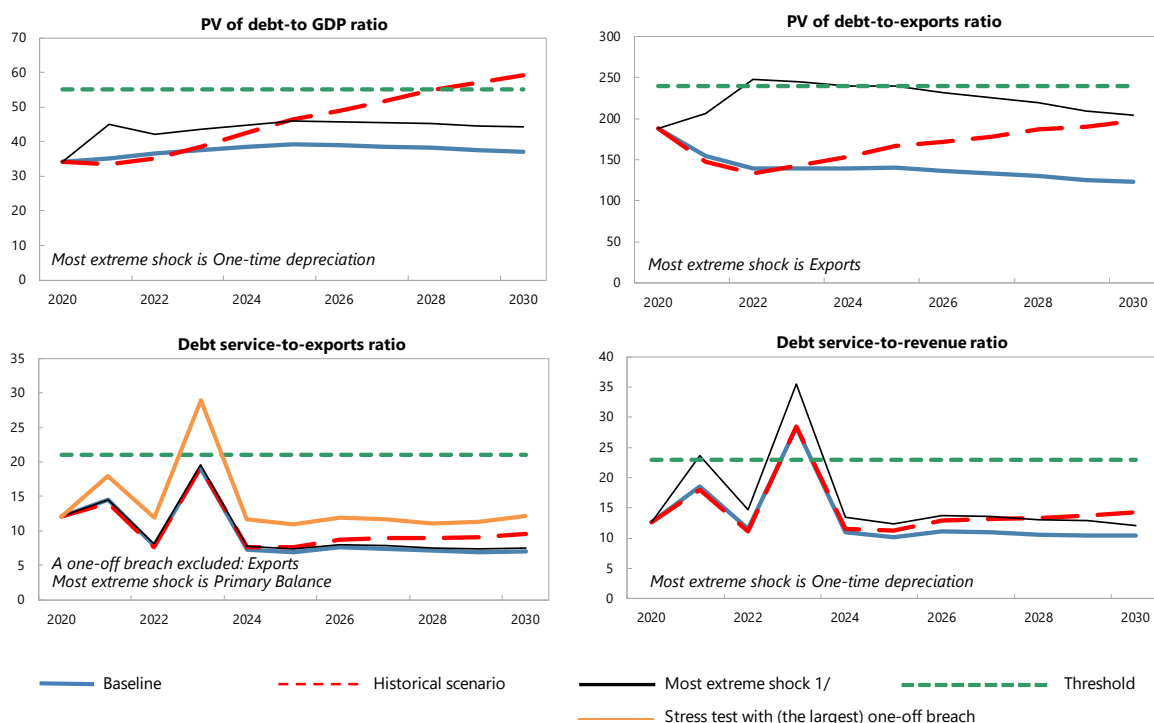 PV of debt-to GDP ratio
70
60
50
40
30
20
10
0
Most extreme shock is One-time depreciation
2020 2022 2024 2026 2028 2030
PV of debt-to-exports ratio
300
250
200
150
100
50
0
Most extreme shock is Exports
2020 2022 2024 2026 2028 2030
Debt service-to-exports ratio
35
30
25
20
15
10
5
0
A one-off breach excluded: Exports
Most extreme shock is Primary Balance
2020 2022 2024 2026 2028 2030
Debt service-to-revenue ratio
40
35
30
25
20
15
10
5
0
Most extreme shock is One-time depreciation
2020 2022 2024 2026 2028 2030
Baseline Historical scenario Most extreme shock 1/ Threshold
Stress test with (the largest) one-off breach